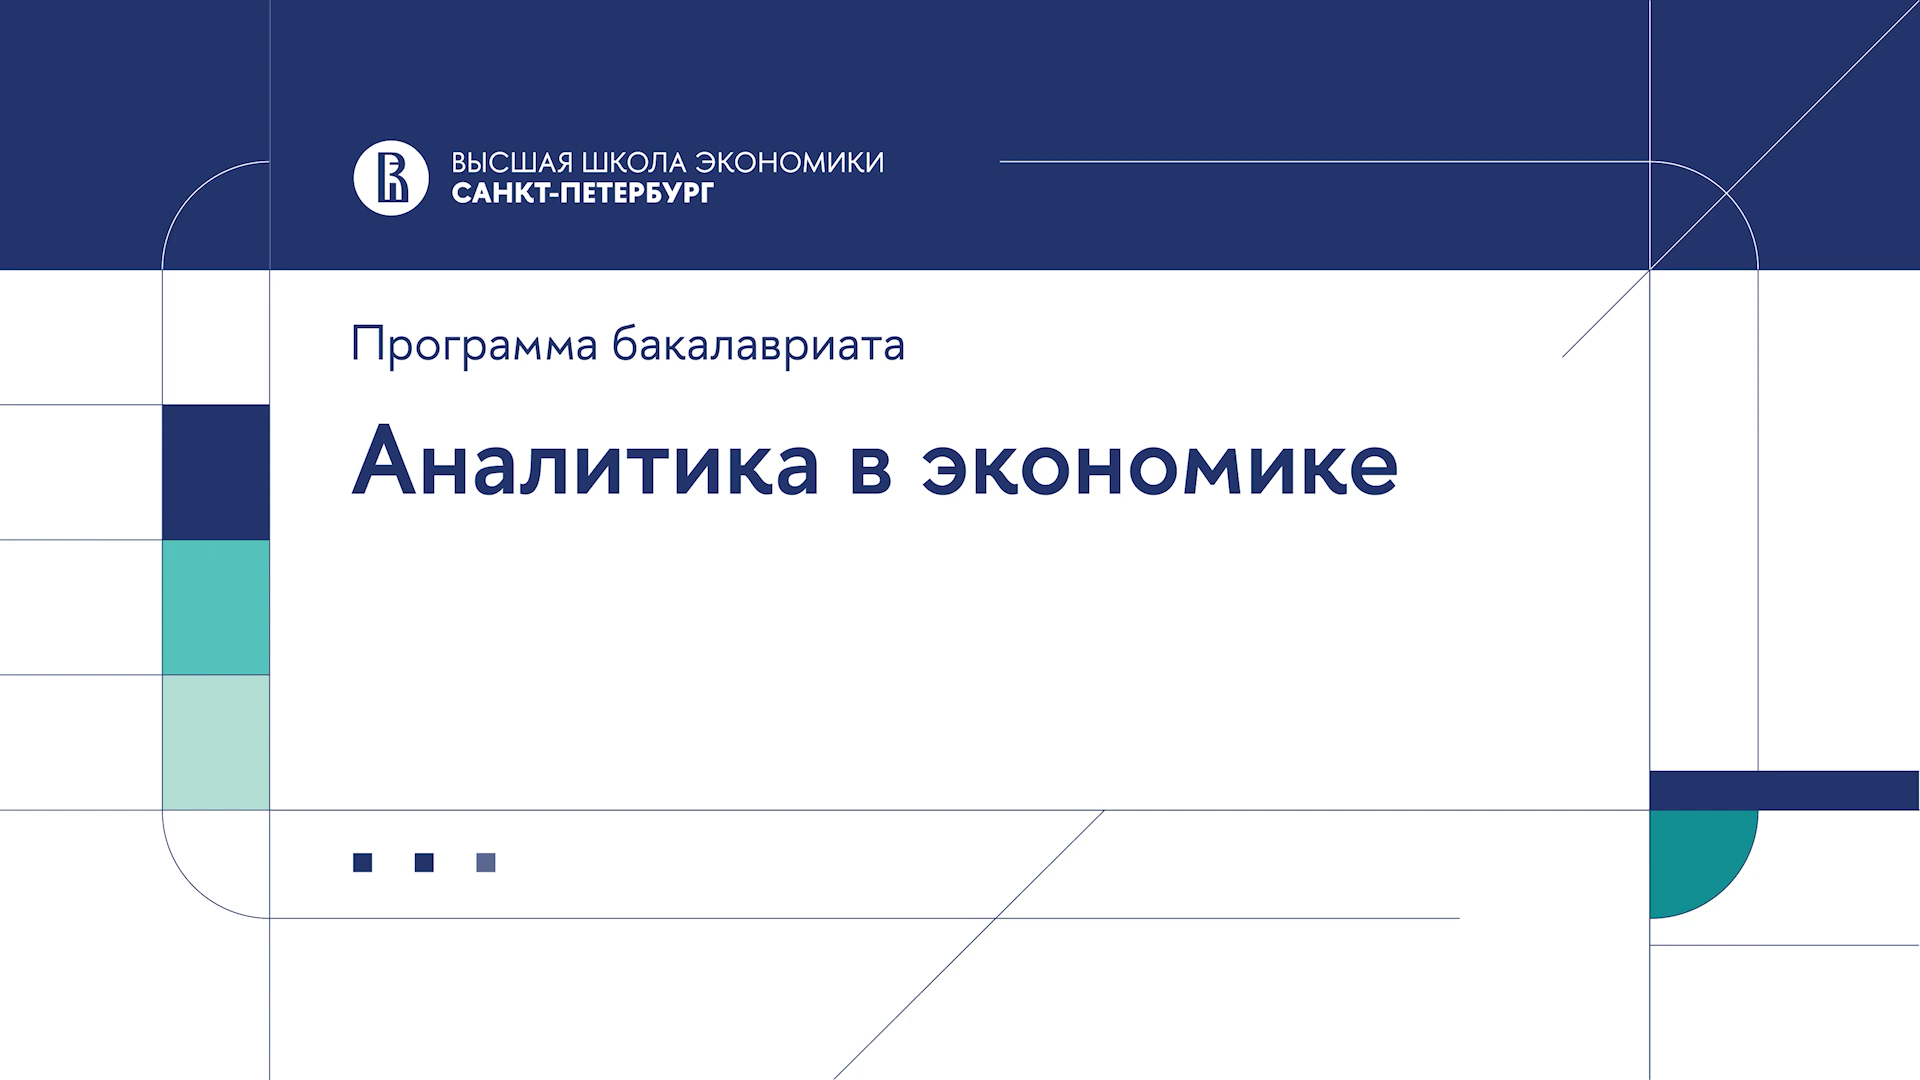 ВЫСШАЯ ШКОЛА ЭКОНОМИКИ
САНКТ-ПЕТЕРБУРГ
Программа бакалавриата
Аналитика в экономике